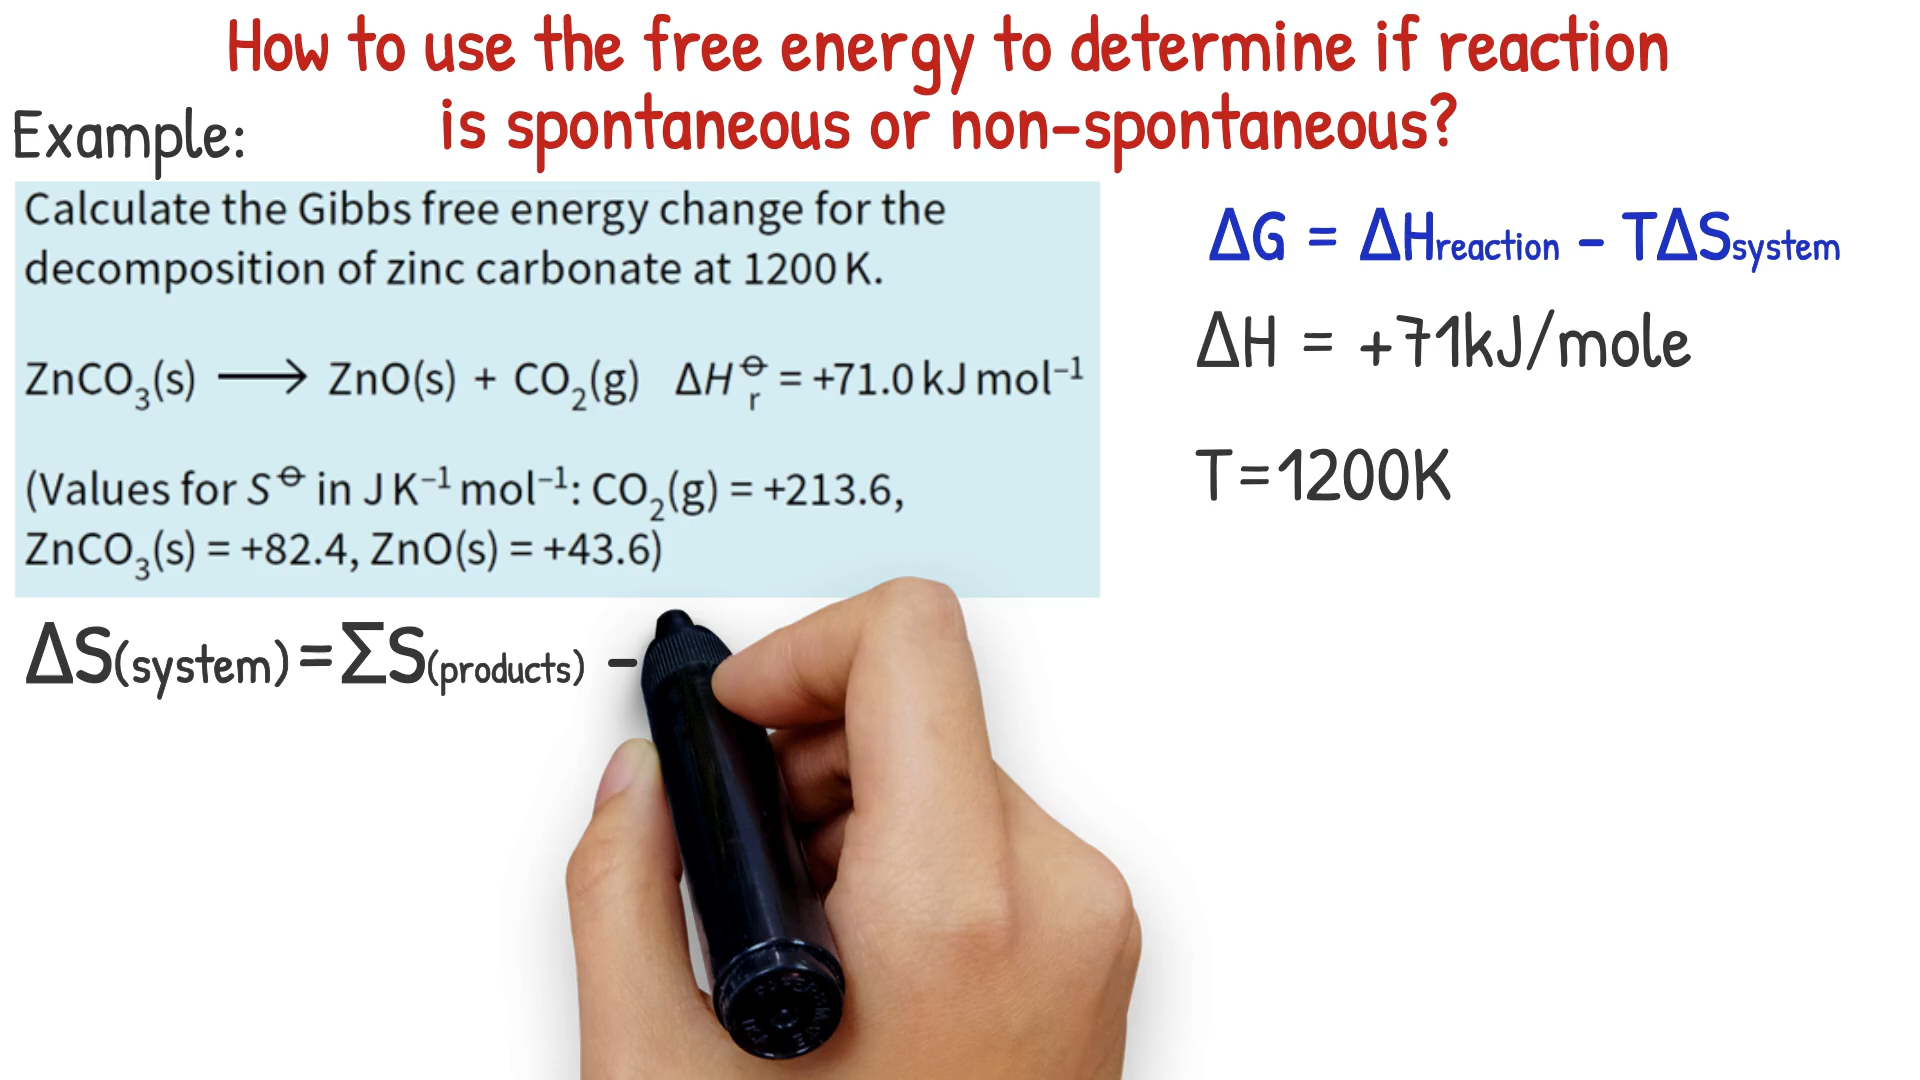 How to use the free energy to determine if reaction
is spontaneous or non-spontaneous?
Example:
Calculate the Gibbs free energy change for the
decomposition of zinc carbonate at 1200 K.
ZnCO₃(s) ⟶ ZnO(s) + CO₂(g) ΔH⦵ᵣ = +71.0 kJ mol⁻¹
(Values for S⦵ in J K⁻¹ mol⁻¹: CO₂(g) = +213.6,
ZnCO₃(s) = +82.4, ZnO(s) = +43.6)
ΔS(system) = ΣS(products) –
ΔG = ΔHreaction – TΔSsystem
ΔH = +71kJ/mole
T=1200K